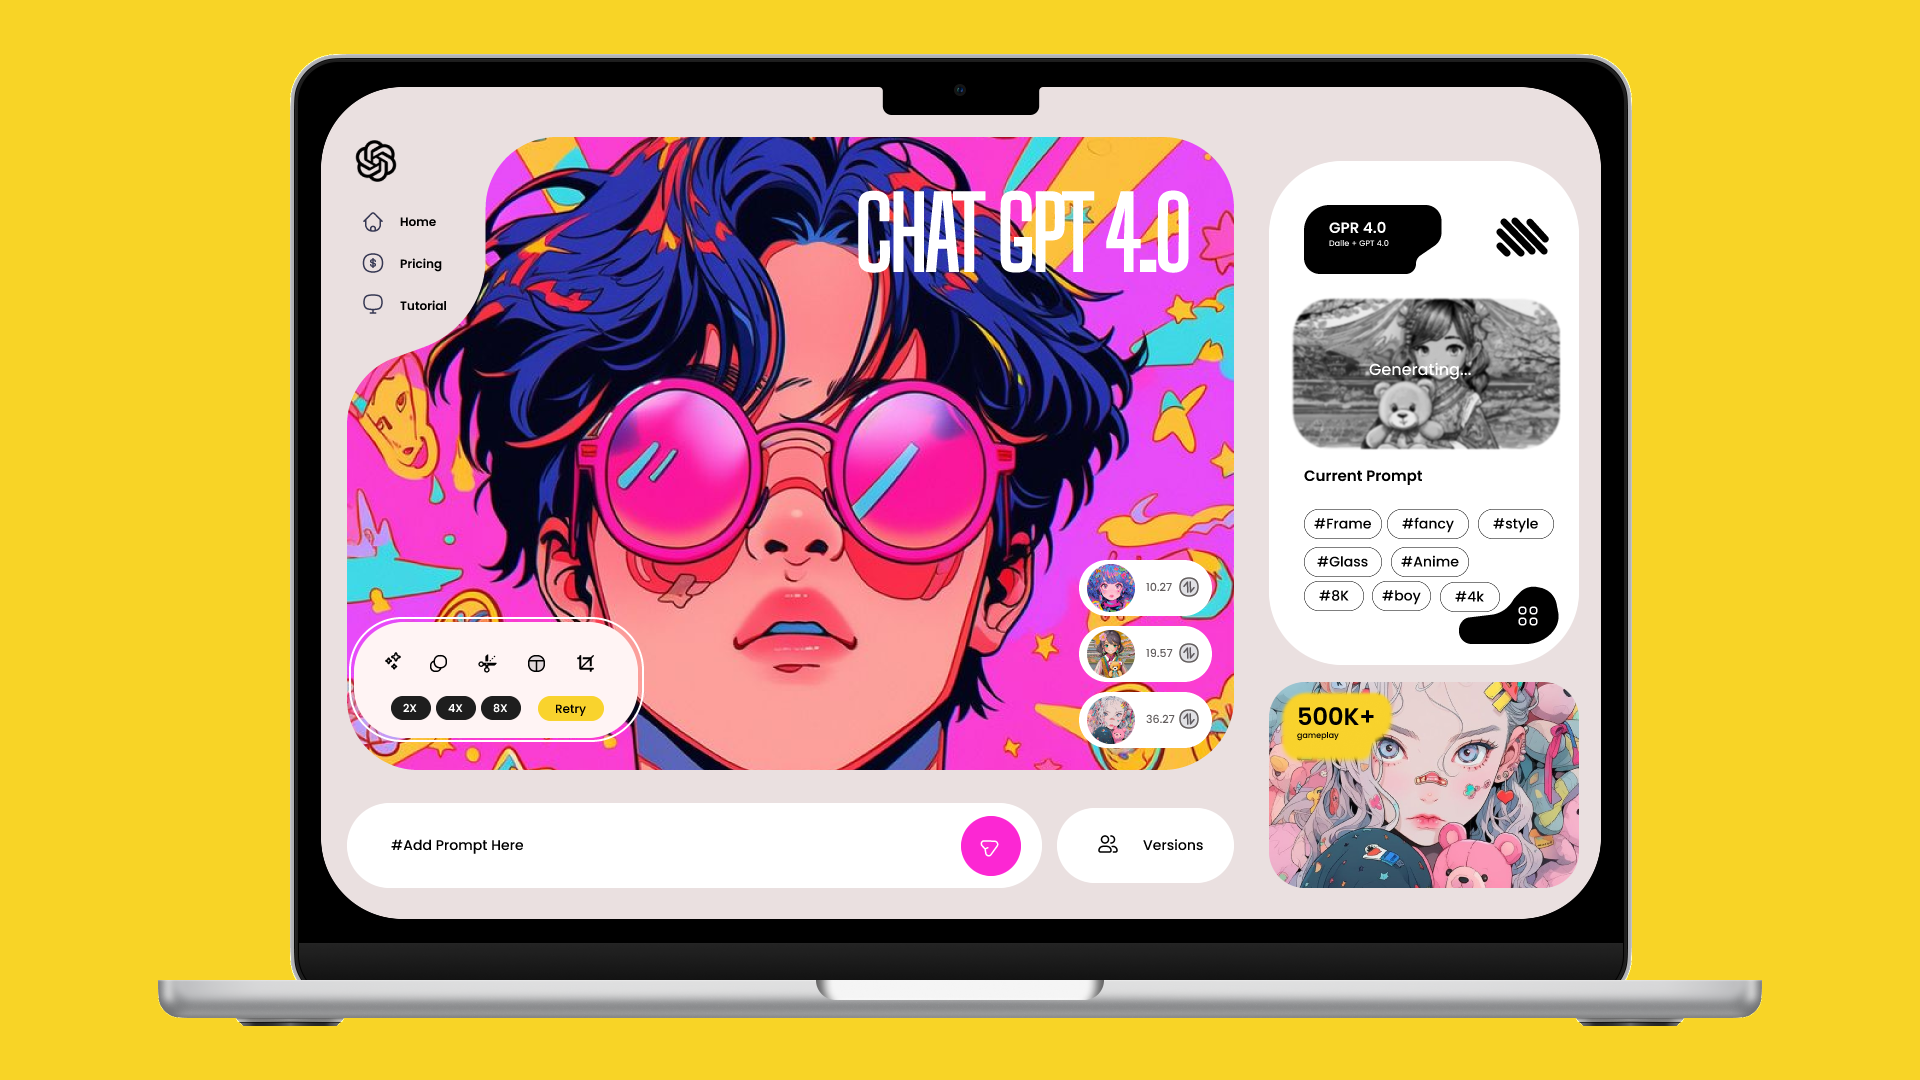 Home
Pricing
Tutorial
CHAT GPT 4.0
10.27
19.57
36.27
2X
4X
8X
Retry
#Add Prompt Here
Versions
GPR 4.0
Dalle + GPT 4.0
Generating...
Current Prompt
#Frame
#fancy
#style
#Glass
#Anime
#8K
#boy
#4k
500K+
gameplay